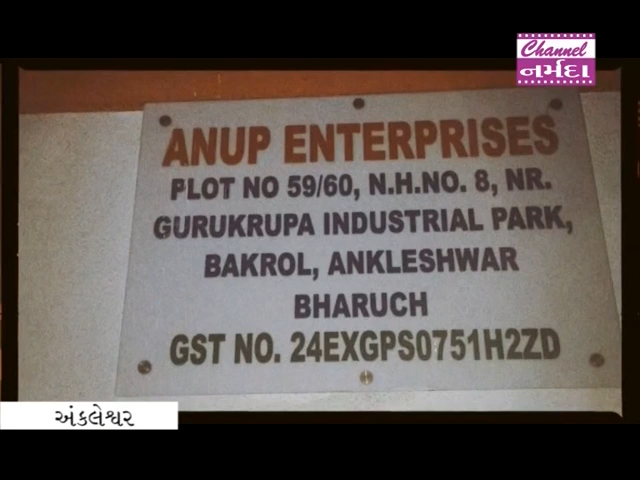 Channel
નર્મદા
ANUP ENTERPRISES
PLOT NO 59/60, N.H.NO. 8, NR.
GURUKRUPA INDUSTRIAL PARK,
BAKROL, ANKLESHWAR
BHARUCH
GST NO. 24EXGPS0751H2ZD
અંકલેશ્વર